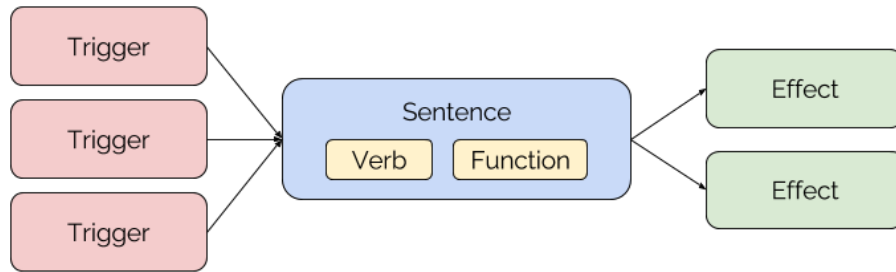 Trigger
Trigger
Trigger
Sentence
Verb
Function
Effect
Effect